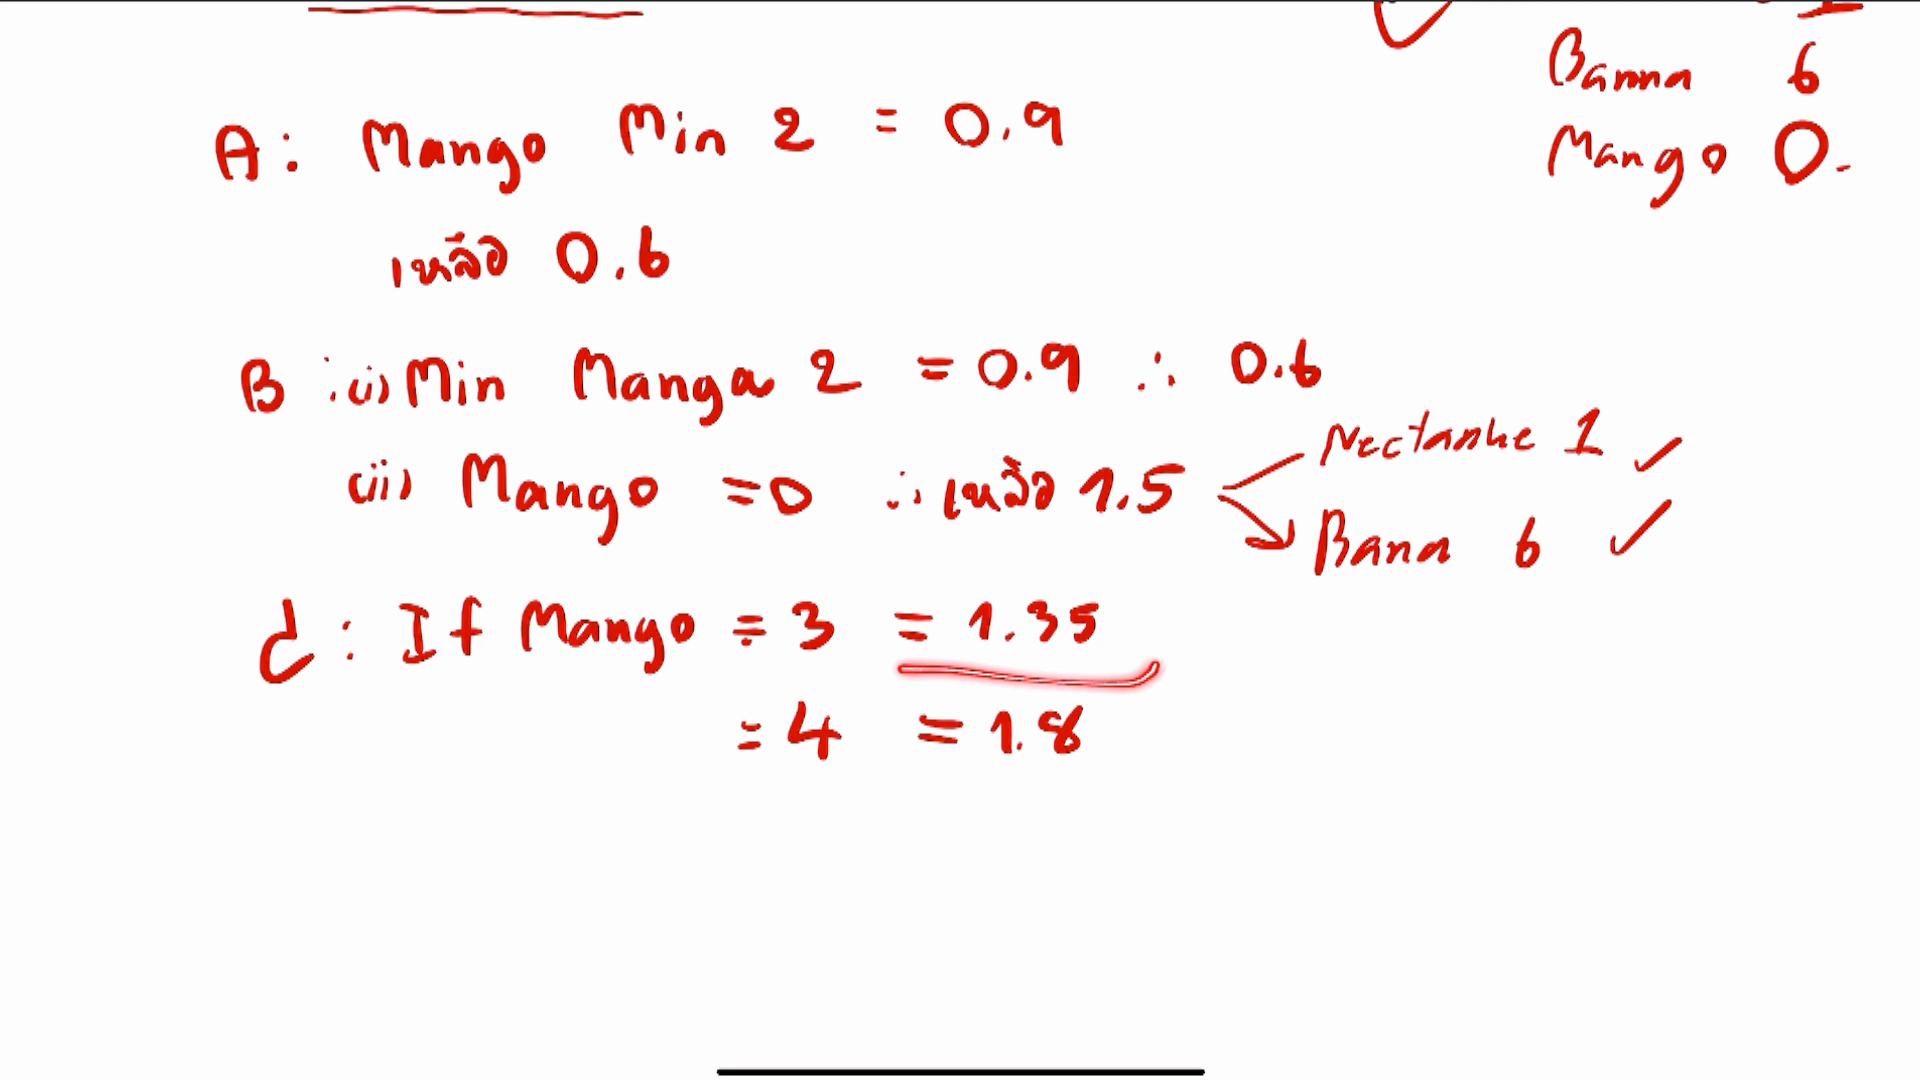 Banna 6
Mango 0.
A: Mango Min 2 = 0.9
เหลือ 0.6
B :(i) Min Manga 2 = 0.9 ∴ 0.6
(ii) Mango = 0 ∴ เหลือ 1.5
Nectanhe 1 ✓
Bana 6 ✓
d: If Mango = 3 = 1.35
= 4 = 1.8